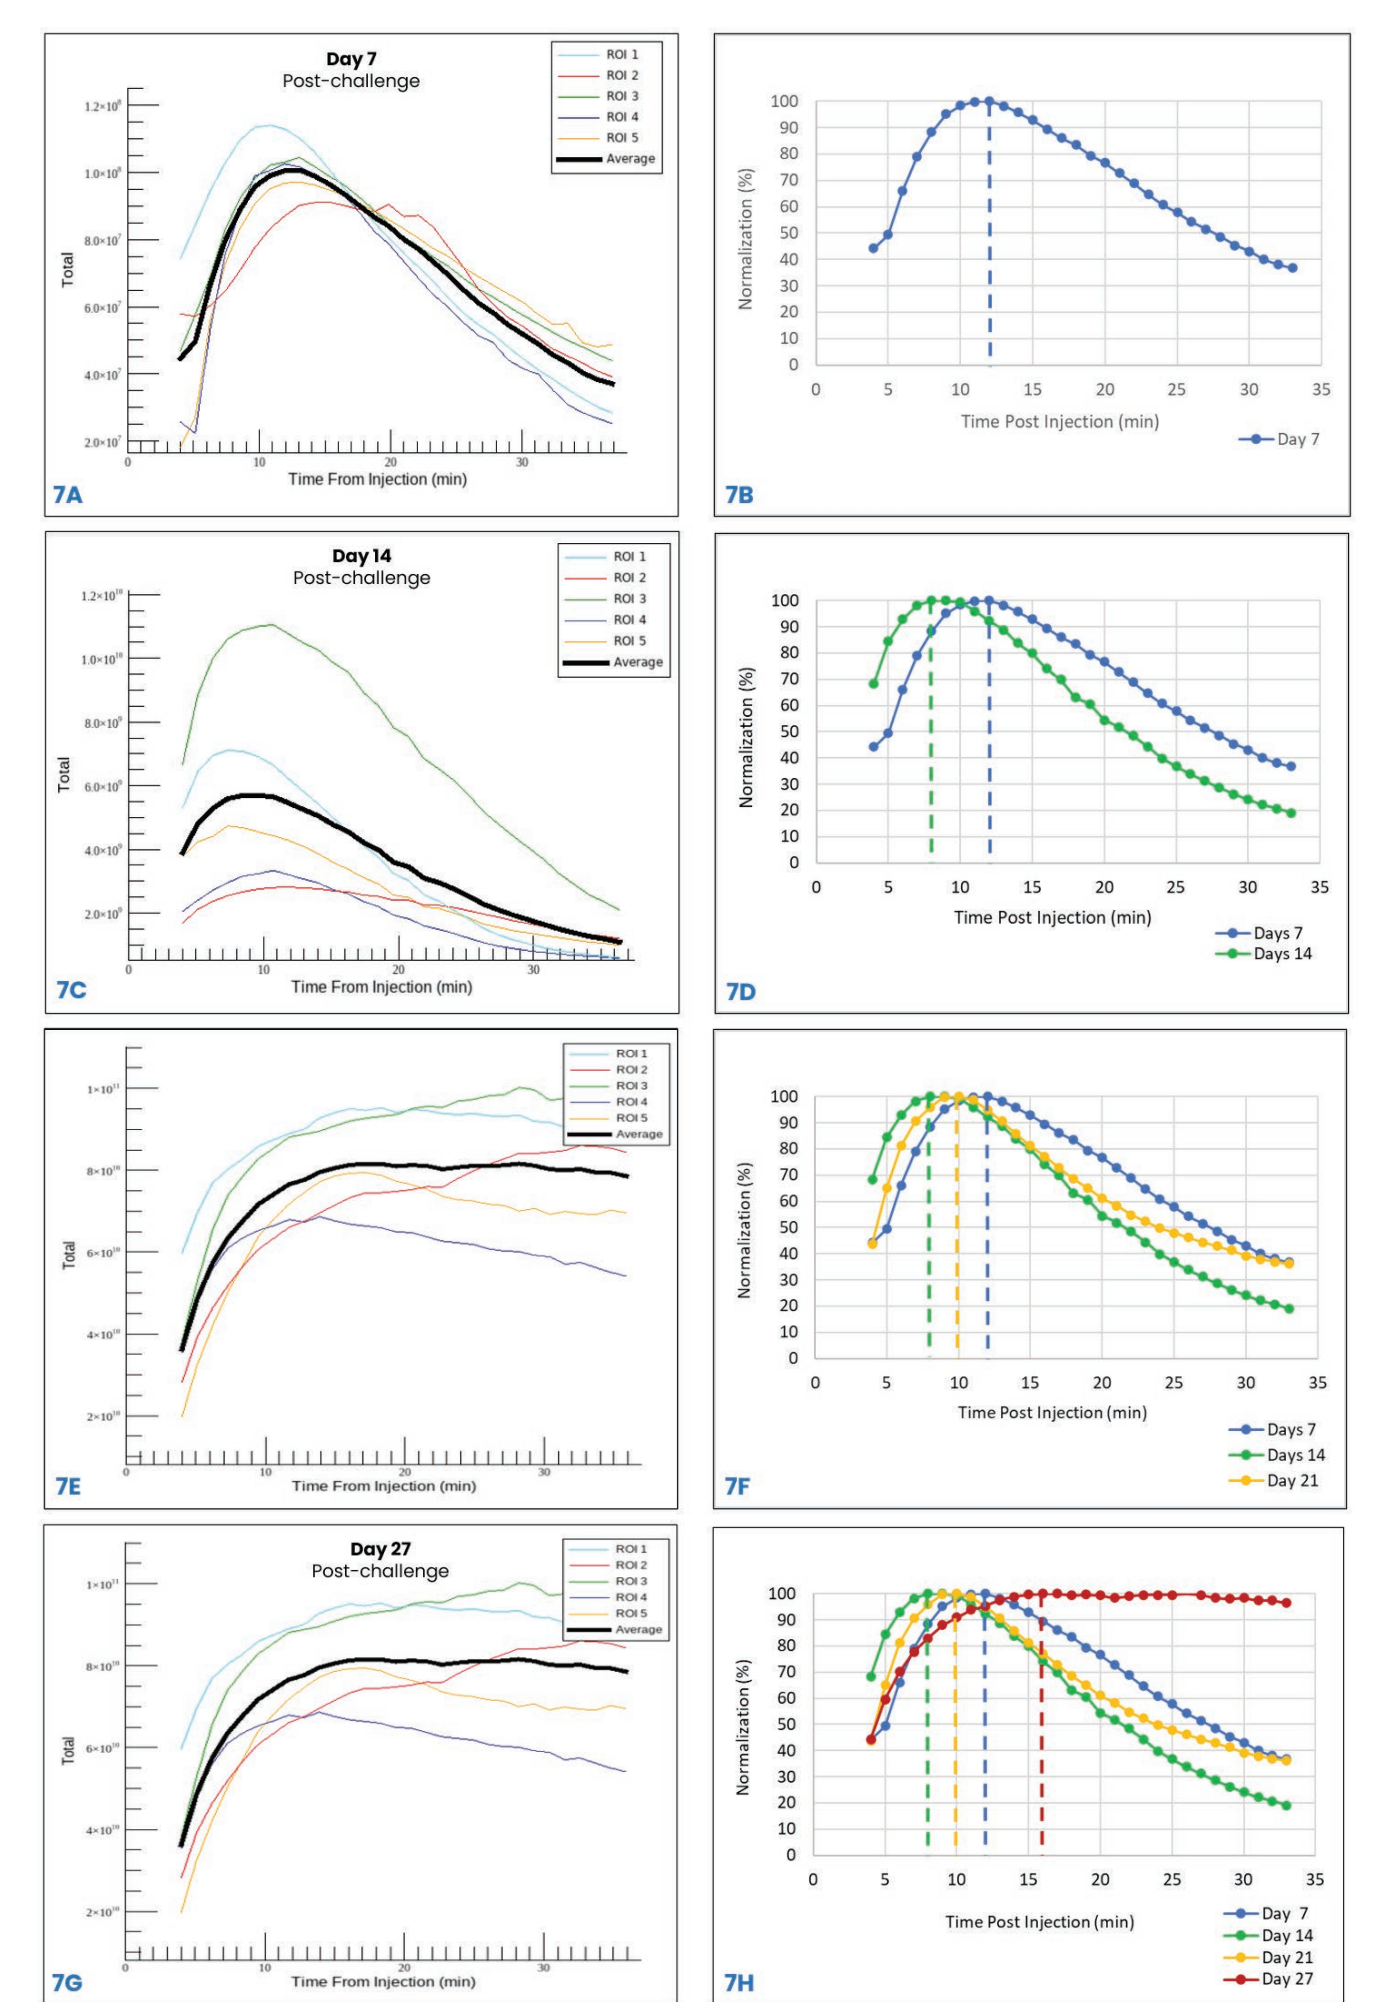 Day 7
Post-challenge
ROI 1
ROI 2
ROI 3
ROI 4
ROI 5
Average
1.2×10⁸
1.0×10⁸
8.0×10⁷
6.0×10⁷
4.0×10⁷
2.0×10⁷
Total
0 10 20 30
Time From Injection (min)
7A
100
90
80
70
60
50
40
30
20
10
0
Normalization (%)
0 5 10 15 20 25 30 35
Time Post Injection (min)
Day 7
7B
Day 14
Post-challenge
ROI 1
ROI 2
ROI 3
ROI 4
ROI 5
Average
1.2×10¹⁰
1.0×10¹⁰
8.0×10⁹
6.0×10⁹
4.0×10⁹
2.0×10⁹
Total
0 10 20 30
Time From Injection (min)
7C
100
90
80
70
60
50
40
30
20
10
0
Normalization (%)
0 5 10 15 20 25 30 35
Time Post Injection (min)
Days 7
Days 14
7D
ROI 1
ROI 2
ROI 3
ROI 4
ROI 5
Average
1×10¹¹
8×10¹⁰
6×10¹⁰
4×10¹⁰
2×10¹⁰
Total
0 10 20 30
Time From Injection (min)
7E
100
90
80
70
60
50
40
30
20
10
0
Normalization (%)
0 5 10 15 20 25 30 35
Time Post Injection (min)
Days 7
Days 14
Day 21
7F
Day 27
Post-challenge
ROI 1
ROI 2
ROI 3
ROI 4
ROI 5
Average
1×10¹¹
8×10¹⁰
6×10¹⁰
4×10¹⁰
2×10¹⁰
Total
0 10 20 30
Time From Injection (min)
7G
100
90
80
70
60
50
40
30
20
10
0
Normalization (%)
0 5 10 15 20 25 30 35
Time Post Injection (min)
Day 7
Day 14
Day 21
Day 27
7H